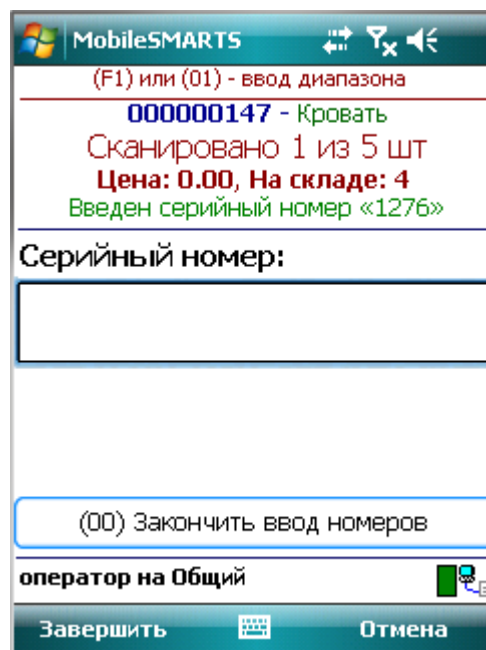 MobileSMARTS
(F1) или (01) - ввод диапазона
000000147 - Кровать
Сканировано 1 из 5 шт
Цена: 0.00, На складе: 4
Введен серийный номер «1276»
Серийный номер:
(00) Закончить ввод номеров
оператор на Общий
Завершить Отмена